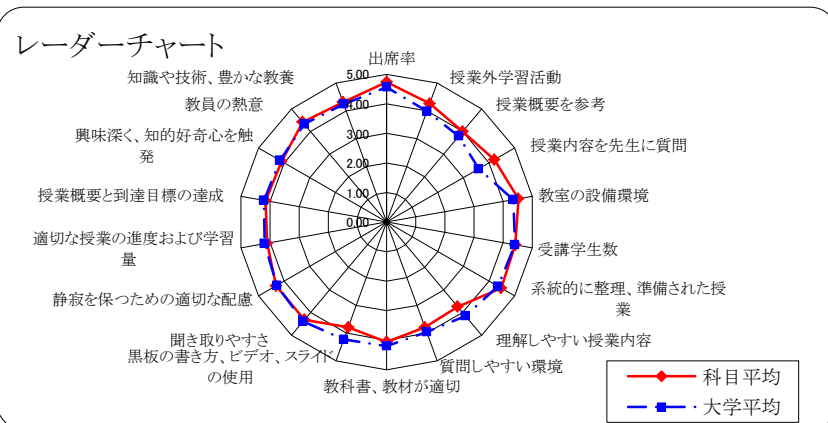 レーダーチャート
出席率
授業外学習活動
授業概要を参考
授業内容を先生に質問
教室の設備環境
受講学生数
系統的に整理、準備された授
業
理解しやすい授業内容
質問しやすい環境
教科書、教材が適切
黒板の書き方、ビデオ、スライド
の使用
聞き取りやすさ
静寂を保つための適切な配慮
適切な授業の進度および学習
量
授業概要と到達目標の達成
興味深く、知的好奇心を触
発
教員の熱意
知識や技術、豊かな教養
5.00
4.00
3.00
2.00
1.00
0.00
科目平均
大学平均